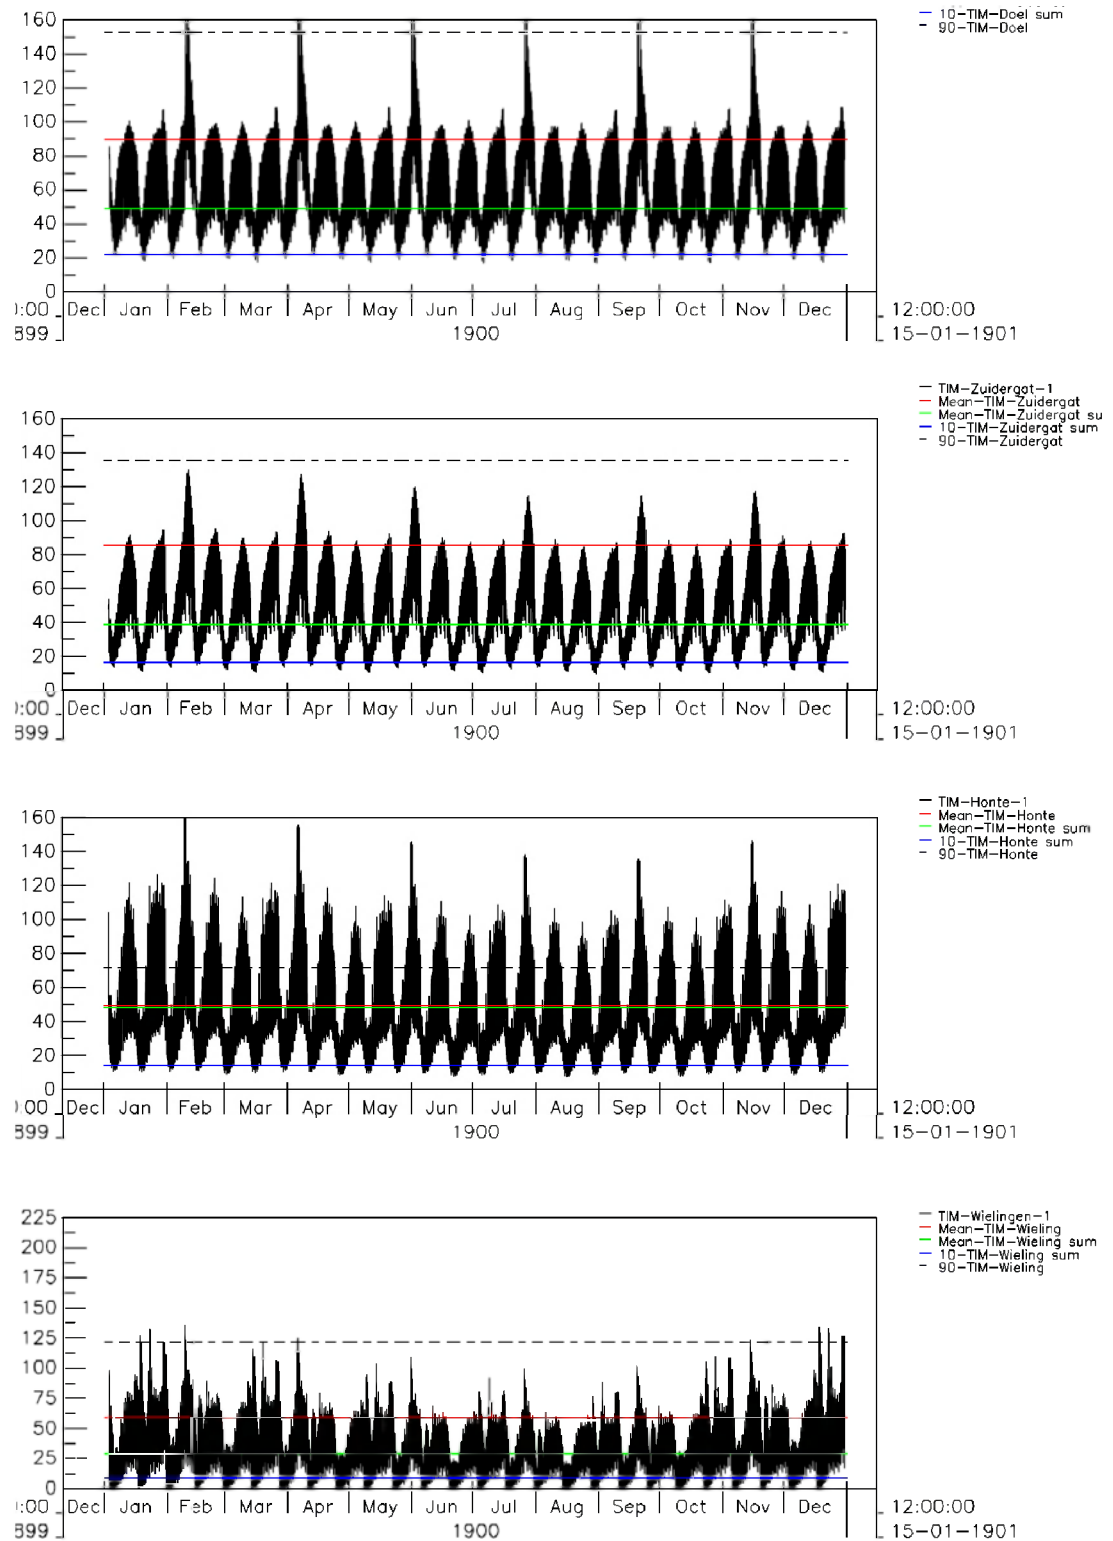 160
10-TIM-Doel sum
90-TIM-Doel
140
120
100
80
60
40
20
0
Dec Jan Feb Mar Apr May Jun Jul Aug Sep Oct Nov Dec
12:00:00
899 1900 15-01-1901
TIM-Zuidergat-1
Mean-TIM-Zuidergat
Mean-TIM-Zuidergat su
10-TIM-Zuidergat sum
90-TIM-Zuidergat
160
140
120
100
80
60
40
20
0
:00 Dec Jan Feb Mar Apr May Jun Jul Aug Sep Oct Nov Dec 12:00:00
899 1900 15-01-1901
TIM-Honte-1
Mean-TIM-Honte
Mean-TIM-Honte sum
10-TIM-Honte sum
90-TIM-Honte
160
140
120
100
80
60
40
20
0
:00 Dec Jan Feb Mar Apr May Jun Jul Aug Sep Oct Nov Dec 12:00:00
899 1900 15-01-1901
TIM-Wielingen-1
Mean-TIM-Wieling
Mean-TIM-Wieling sum
10-TIM-Wieling sum
90-TIM-Wieling
225
200
175
150
125
100
75
50
25
0
:00 Dec Jan Feb Mar Apr May Jun Jul Aug Sep Oct Nov Dec 12:00:00
899 1900 15-01-1901